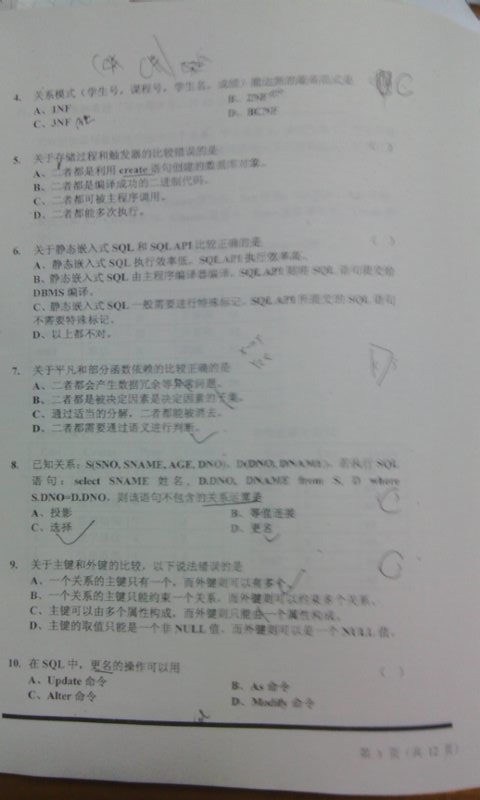 4. 关系模式（学生号，课程号，学生名，成绩）能达到的最高范式是
A、1NF B、2NF
C、3NF D、BCNF
C
5. 关于存储过程和触发器的比较错误的是 （ ）
A、二者都是利用 create 语句创建的数据库对象。
B、二者都是编译成功的二进制代码。
C、二者都可被主程序调用。
D、二者都能多次执行。
6. 关于静态嵌入式 SQL 和 SQL API 比较正确的是 （ ）
A、静态嵌入式 SQL 执行效率低，SQL API 执行效率高。
B、静态嵌入式 SQL 由主程序编译器编译，SQL API 则将 SQL 语句提交给
DBMS 编译。
C、静态嵌入式 SQL 一般需要进行特殊标记，SQL API 所提交的 SQL 语句
不需要特殊标记。
D、以上都不对。
7. 关于平凡和部分函数依赖的比较正确的是
A、二者都会产生数据冗余等异常问题。
B、二者都是被决定因素是决定因素的子集。
C、通过适当的分解，二者都能被消去。
D、二者都需要通过语义进行判断。
8. 已知关系：S(SNO, SNAME, AGE, DNO)，D(DNO, DNAME)，若执行 SQL
语句：select SNAME 姓名, D.DNO, DNAME from S, D where
S.DNO=D.DNO，则该语句不包含的关系运算是
C
A、投影 B、等值连接
C、选择 D、更名
9. 关于主键和外键的比较，以下说法错误的是
C
A、一个关系的主键只有一个，而外键则可以有多个。
B、一个关系的主键只能约束一个关系，而外键则可以约束多个关系。
C、主键可以由多个属性构成，而外键则只能由一个属性构成。
D、主键的取值只能是一个非 NULL 值，而外键则可以是一个 NULL 值。
10. 在 SQL 中，更名的操作可以用 （ ）
A、Update 命令 B、As 命令
C、Alter 命令 D、Modify 命令
第 3 页（共 12 页）